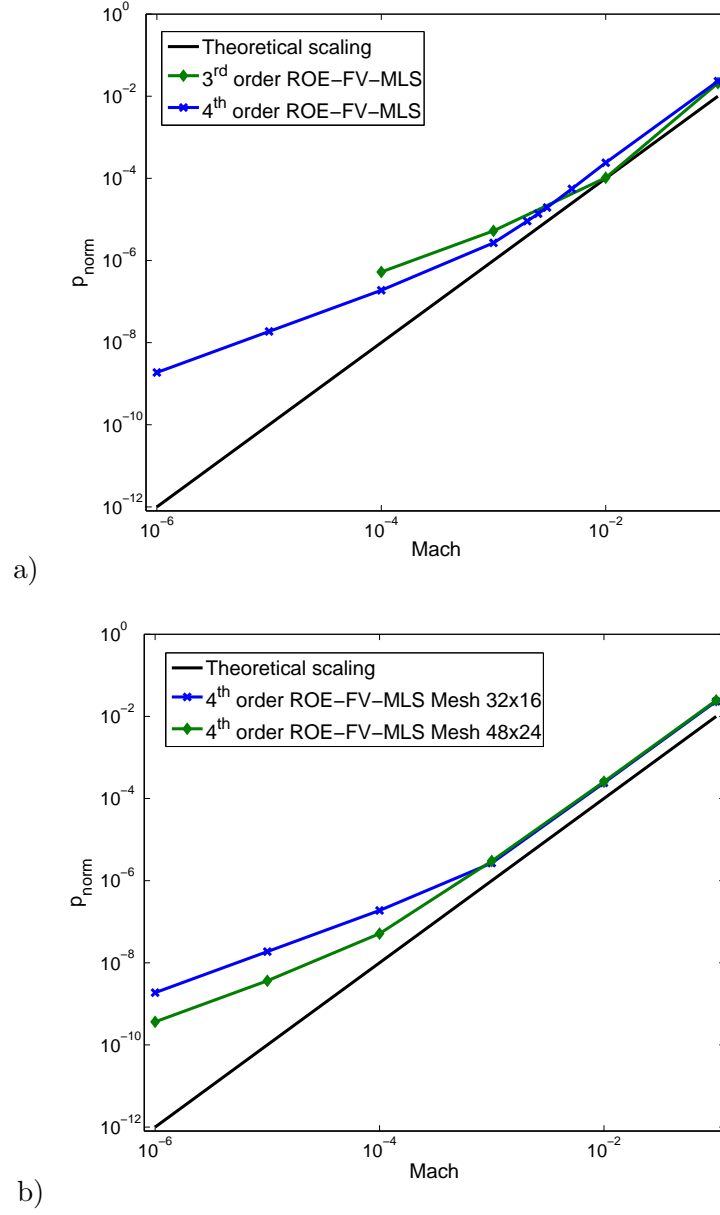 10^0
10^−2
10^−4
10^−6
10^−8
10^−10
10^−12
p_norm
Theoretical scaling
3^rd order ROE−FV−MLS
4^th order ROE−FV−MLS
10^−6
10^−4
10^−2
Mach
a)
10^0
10^−2
10^−4
10^−6
10^−8
10^−10
10^−12
p_norm
Theoretical scaling
4^th order ROE−FV−MLS Mesh 32x16
4^th order ROE−FV−MLS Mesh 48x24
10^−6
10^−4
10^−2
Mach
b)